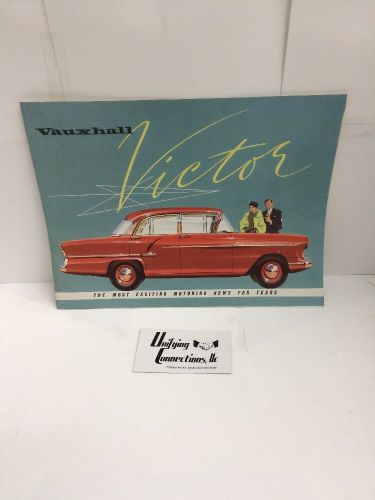 Vauxhall
Victor
THE MOST EXCITING MOTORING NEWS FOR YEARS
Unifying
Connections, llc